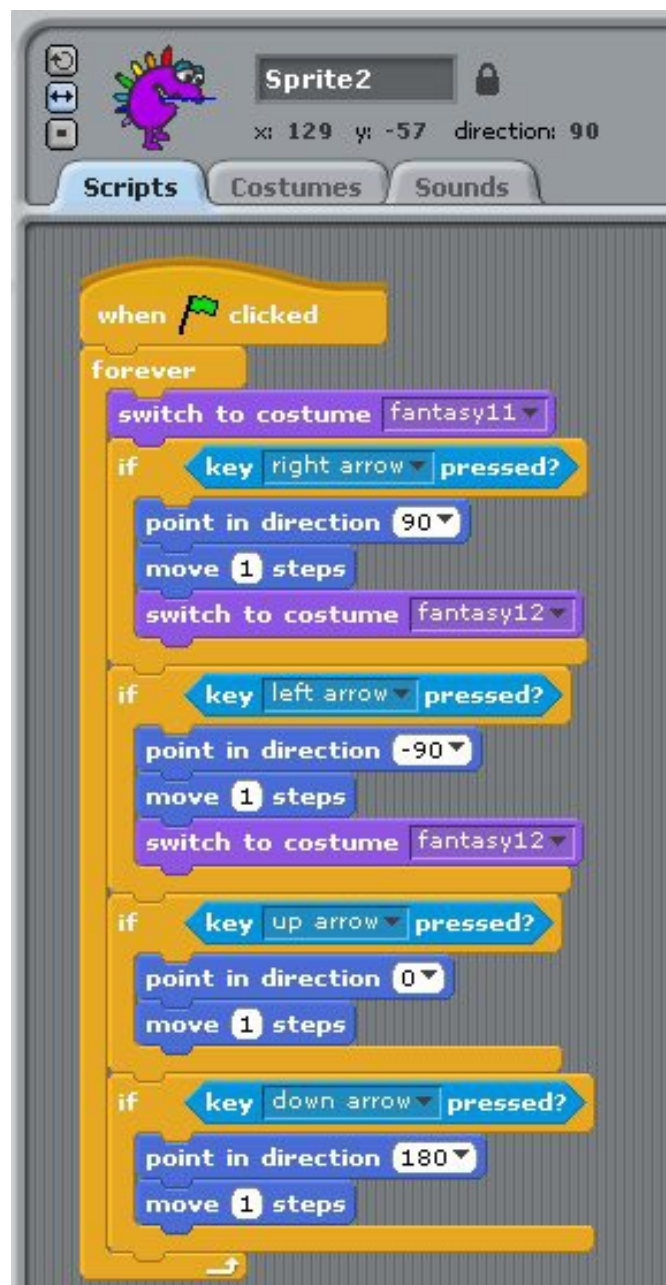 Sprite2
x: 129 y: -57 direction: 90
Scripts Costumes Sounds
when clicked
forever
switch to costume fantasy11
if key right arrow pressed?
point in direction 90
move 1 steps
switch to costume fantasy12
if key left arrow pressed?
point in direction -90
move 1 steps
switch to costume fantasy12
if key up arrow pressed?
point in direction 0
move 1 steps
if key down arrow pressed?
point in direction 180
move 1 steps